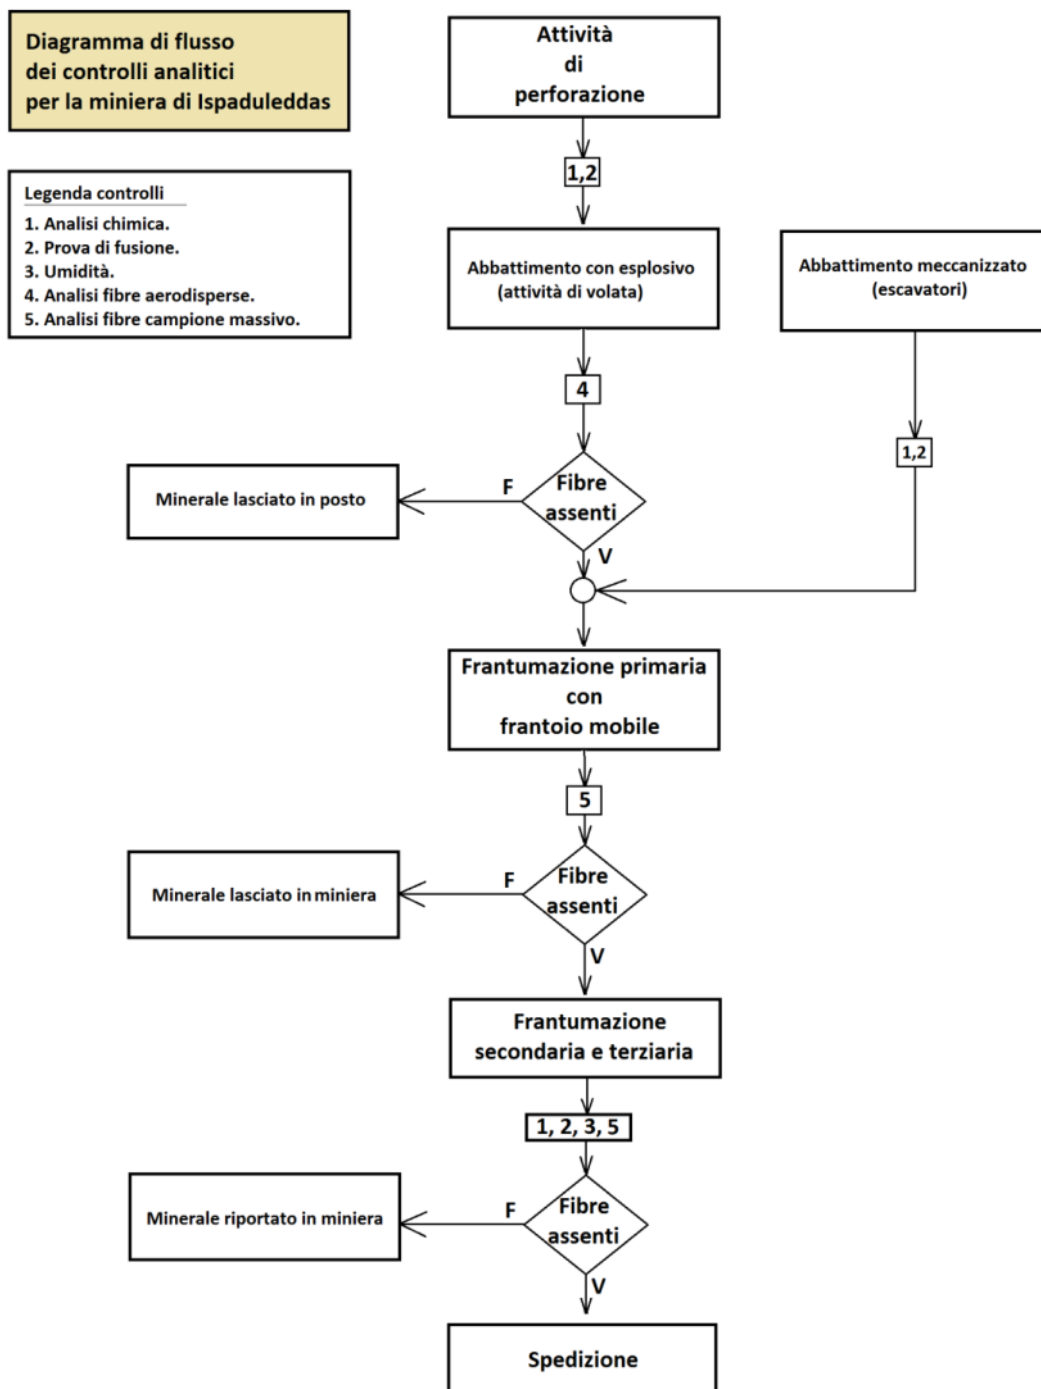 Diagramma di flusso
dei controlli analitici
per la miniera di Ispaduleddas
Legenda controlli
1. Analisi chimica.
2. Prova di fusione.
3. Umidità.
4. Analisi fibre aerodisperse.
5. Analisi fibre campione massivo.
Attività
di
perforazione
1,2
Abbattimento con esplosivo
(attività di volata)
Abbattimento meccanizzato
(escavatori)
4
1,2
Fibre
assenti
F
Minerale lasciato in posto
V
Frantumazione primaria
con
frantoio mobile
5
Fibre
assenti
F
Minerale lasciato in miniera
V
Frantumazione
secondaria e terziaria
1, 2, 3, 5
Fibre
assenti
F
Minerale riportato in miniera
V
Spedizione